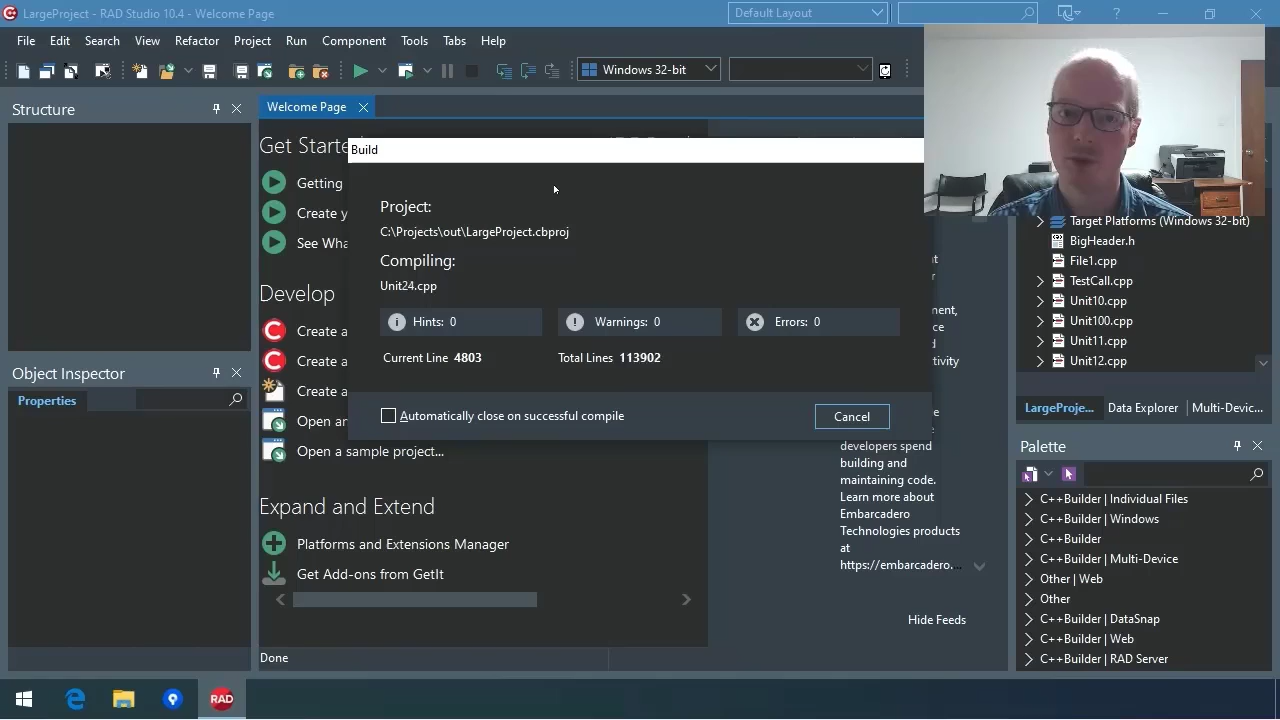 LargeProject - RAD Studio 10.4 - Welcome Page
Default Layout
File Edit Search View Refactor Project Run Component Tools Tabs Help
Windows 32-bit
Structure
Welcome Page
Get Starte
Getting
Create y
See Wha
Develop
Create a
Create a
Create a
Open ar
Open a sample project...
Expand and Extend
Platforms and Extensions Manager
Get Add-ons from GetIt
Done
Object Inspector
Properties
Build
Project:
C:\Projects\out\LargeProject.cbproj
Compiling:
Unit24.cpp
Hints: 0
Warnings: 0
Errors: 0
Current Line 4803
Total Lines 113902
Automatically close on successful compile
Cancel
developers spend
building and
maintaining code.
Learn more about
Embarcadero
Technologies products
at
https://embarcadero....
Hide Feeds
Target Platforms (Windows 32-bit)
BigHeader.h
File1.cpp
TestCall.cpp
Unit10.cpp
Unit100.cpp
Unit11.cpp
Unit12.cpp
LargeProje... Data Explorer Multi-Devic...
Palette
C++Builder | Individual Files
C++Builder | Windows
C++Builder
C++Builder | Multi-Device
Other | Web
Other
C++Builder | DataSnap
C++Builder | Web
C++Builder | RAD Server
RAD